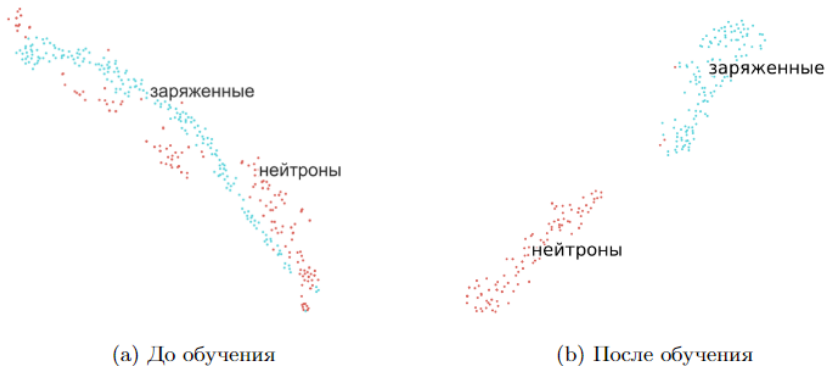 заряженные
нейтроны
заряженные
нейтроны
(a) До обучения
(b) После обучения